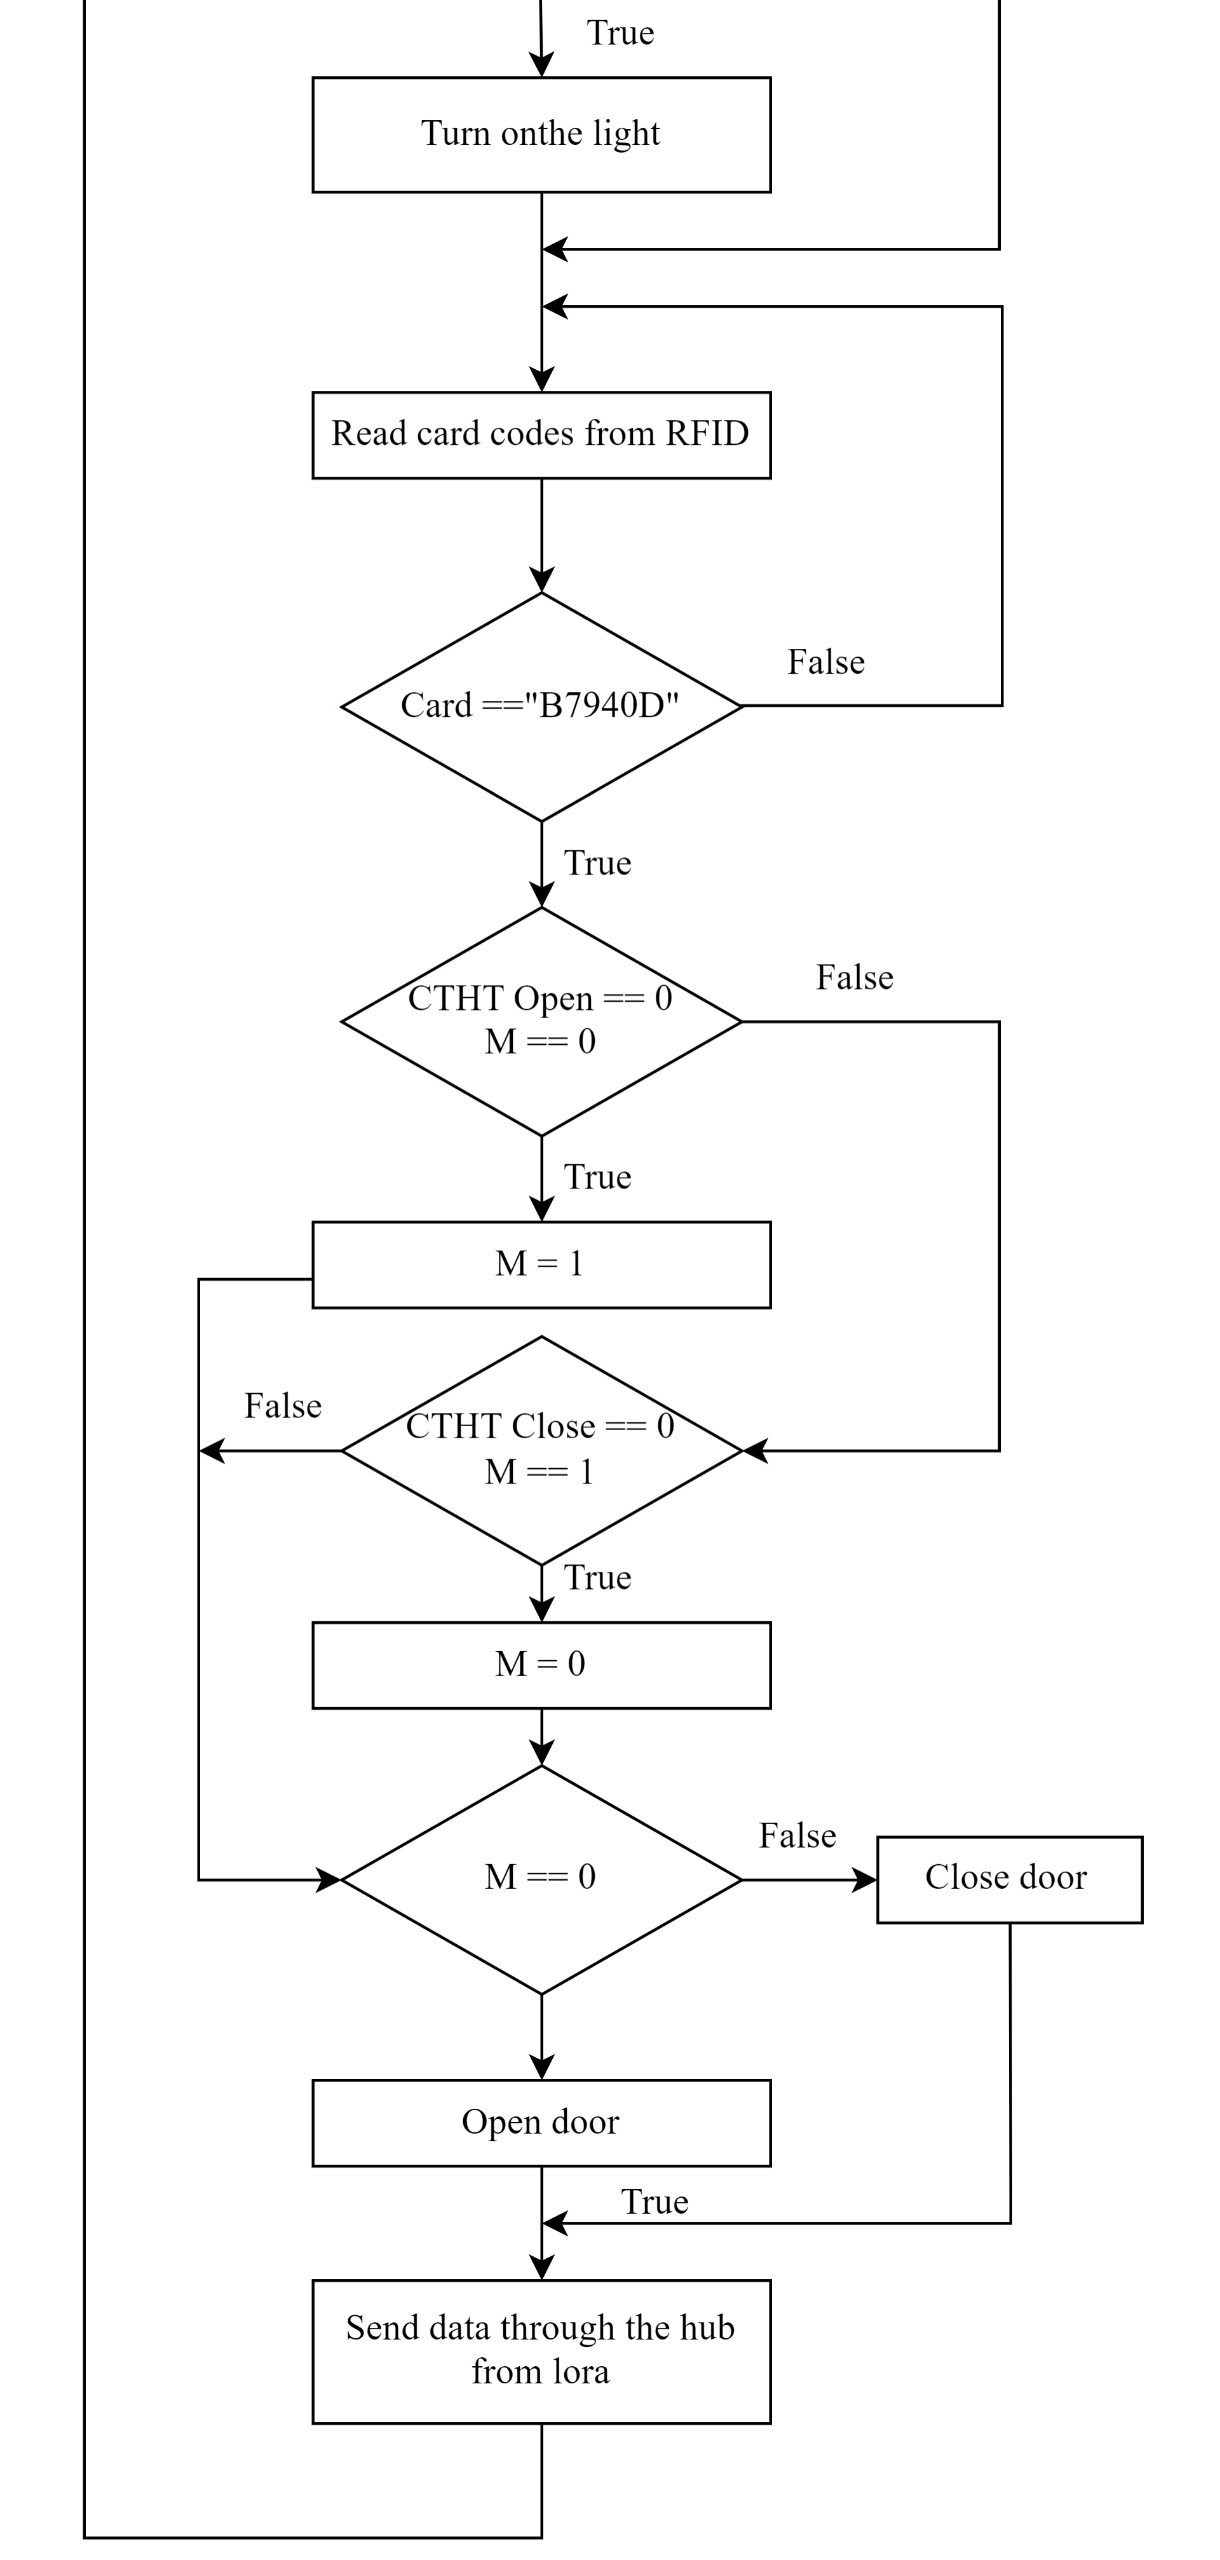 True
Turn onthe light
Read card codes from RFID
Card =="B7940D"
False
True
CTHT Open == 0
M == 0
False
True
M = 1
False
CTHT Close == 0
M == 1
True
M = 0
M == 0
False
Close door
Open door
True
Send data through the hub
from lora